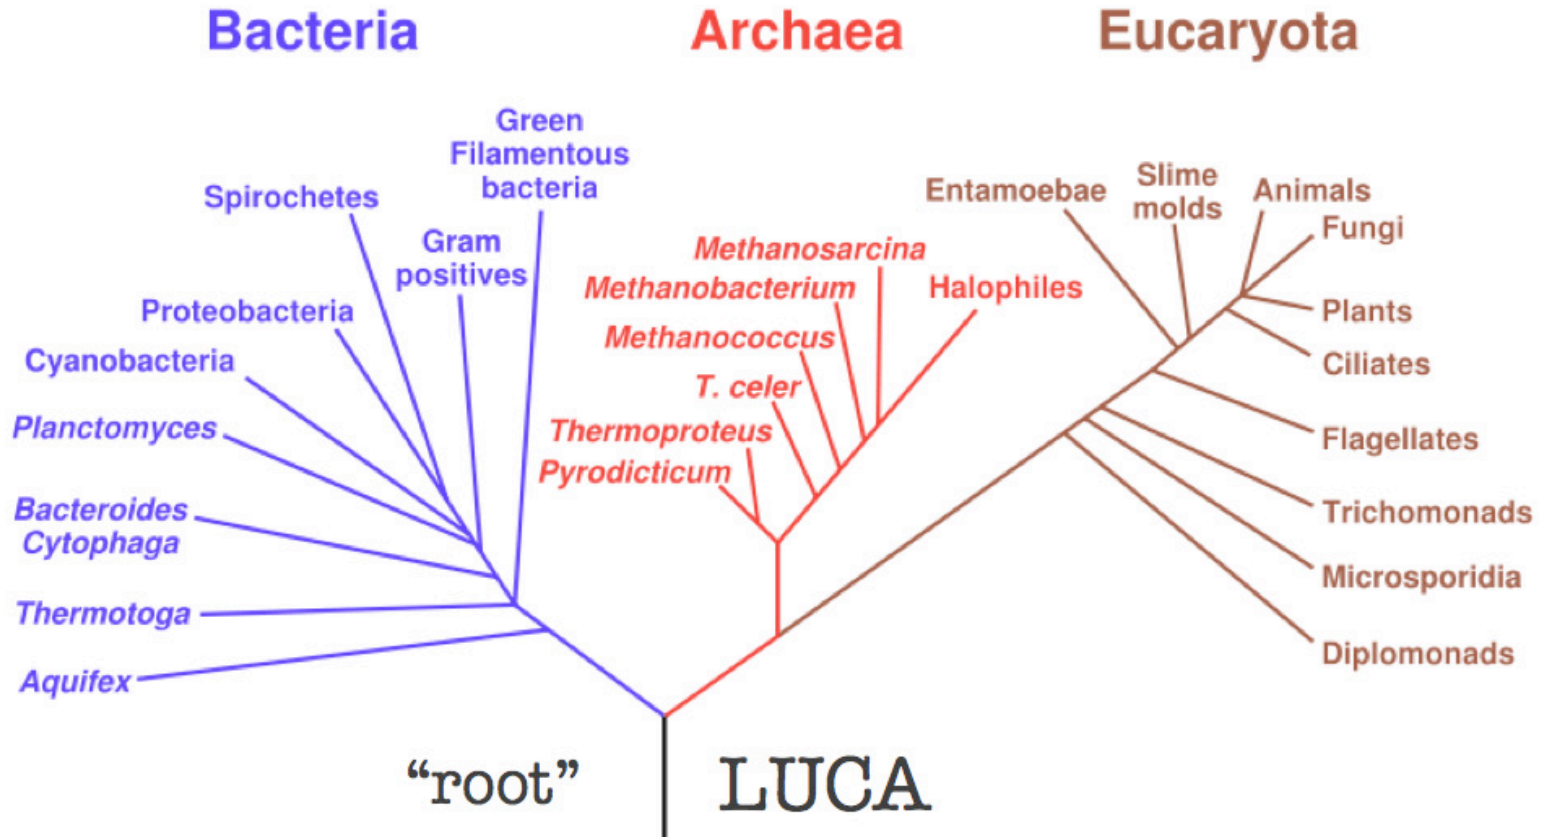 Bacteria
Archaea
Eucaryota
Green
Filamentous
bacteria
Spirochetes
Gram
positives
Proteobacteria
Cyanobacteria
Planctomyces
Bacteroides
Cytophaga
Thermotoga
Aquifex
Methanosarcina
Methanobacterium
Halophiles
Methanococcus
T. celer
Thermoproteus
Pyrodicticum
Entamoebae
Slime
molds
Animals
Fungi
Plants
Ciliates
Flagellates
Trichomonads
Microsporidia
Diplomonads
“root”
LUCA